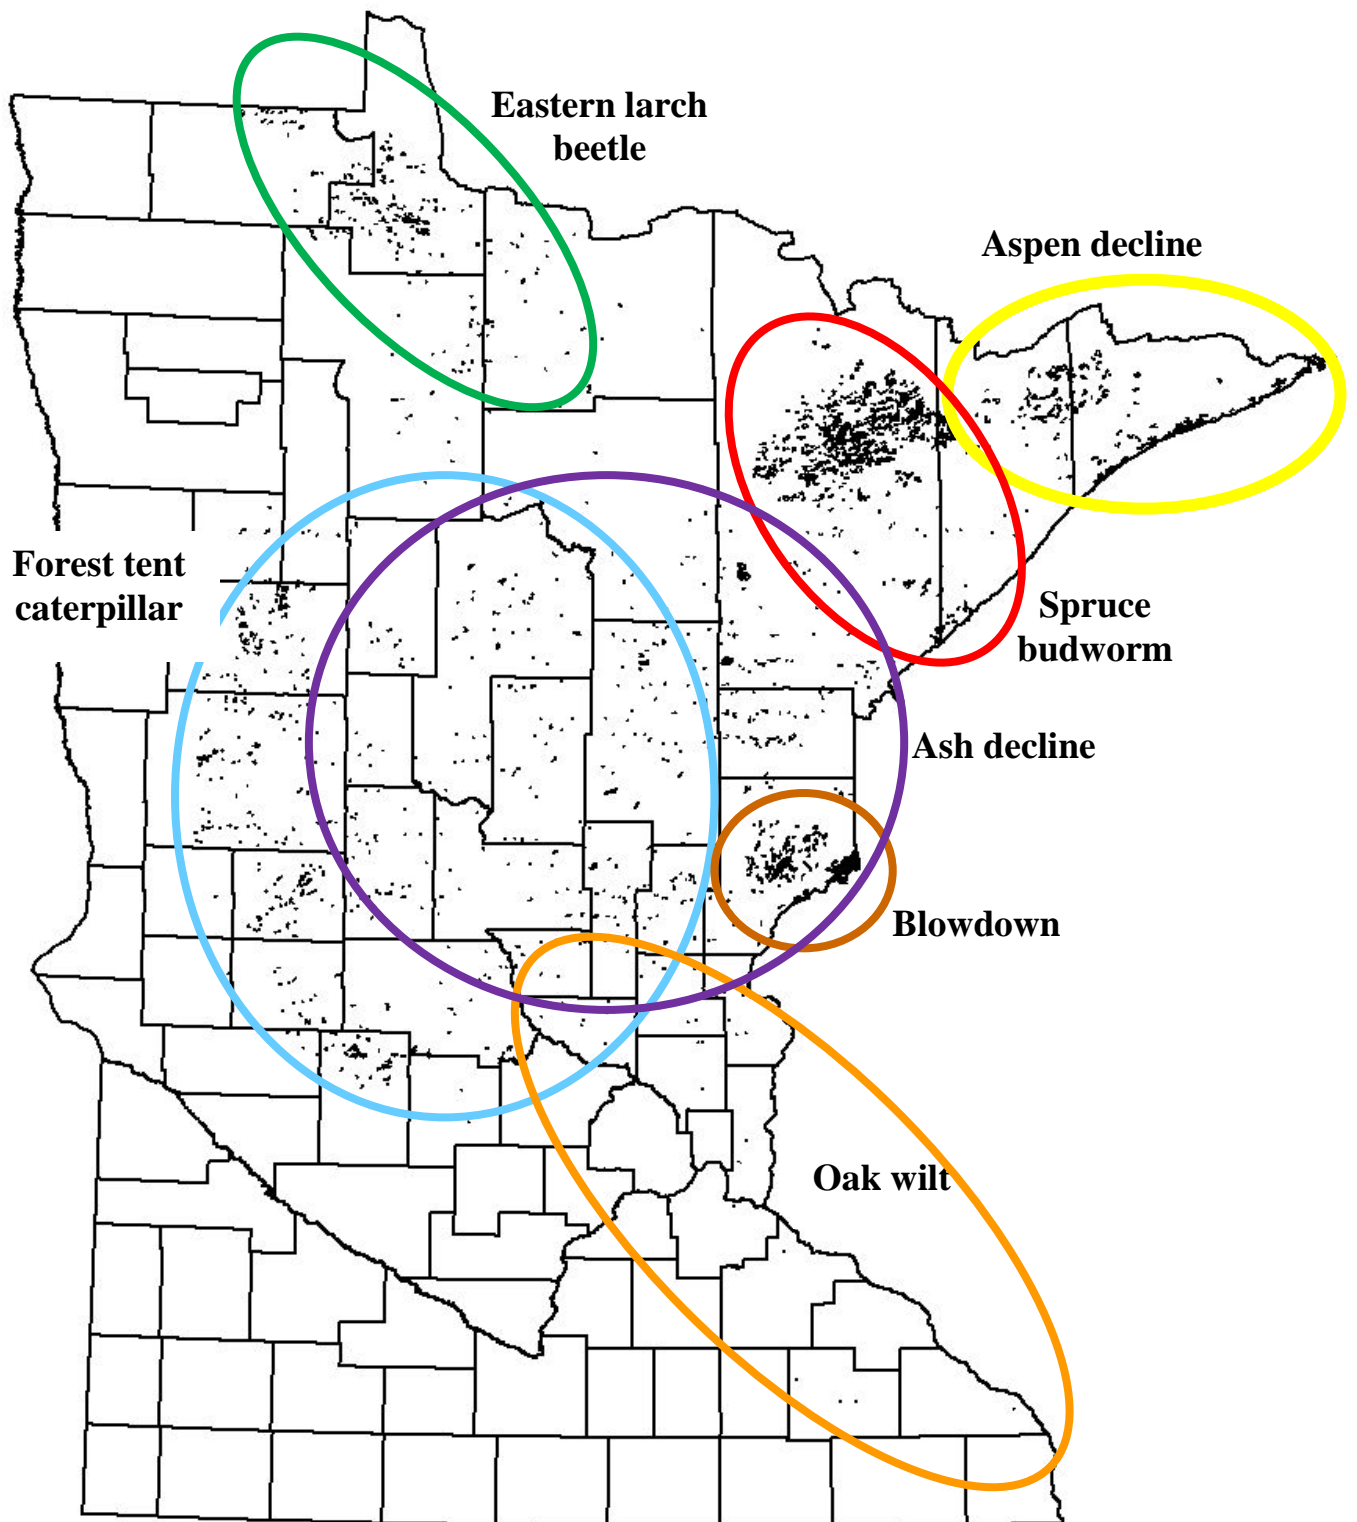 Eastern larch
beetle
Aspen decline
Forest tent
caterpillar
Spruce
budworm
Ash decline
Blowdown
Oak wilt